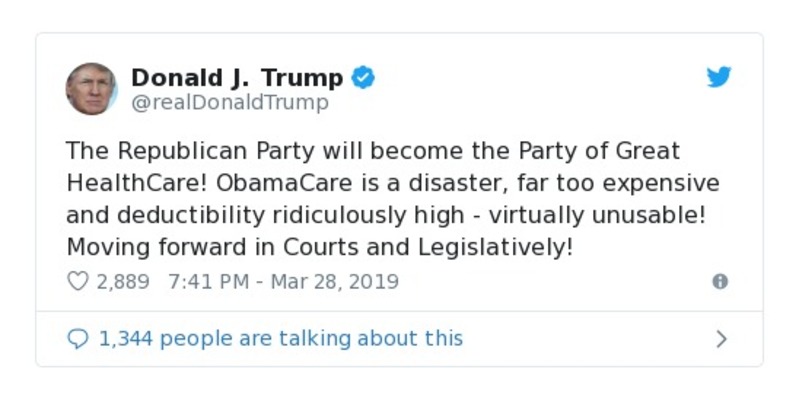 Donald J. Trump
@realDonaldTrump
The Republican Party will become the Party of Great
HealthCare! ObamaCare is a disaster, far too expensive
and deductibility ridiculously high - virtually unusable!
Moving forward in Courts and Legislatively!
2,889 7:41 PM - Mar 28, 2019
1,344 people are talking about this